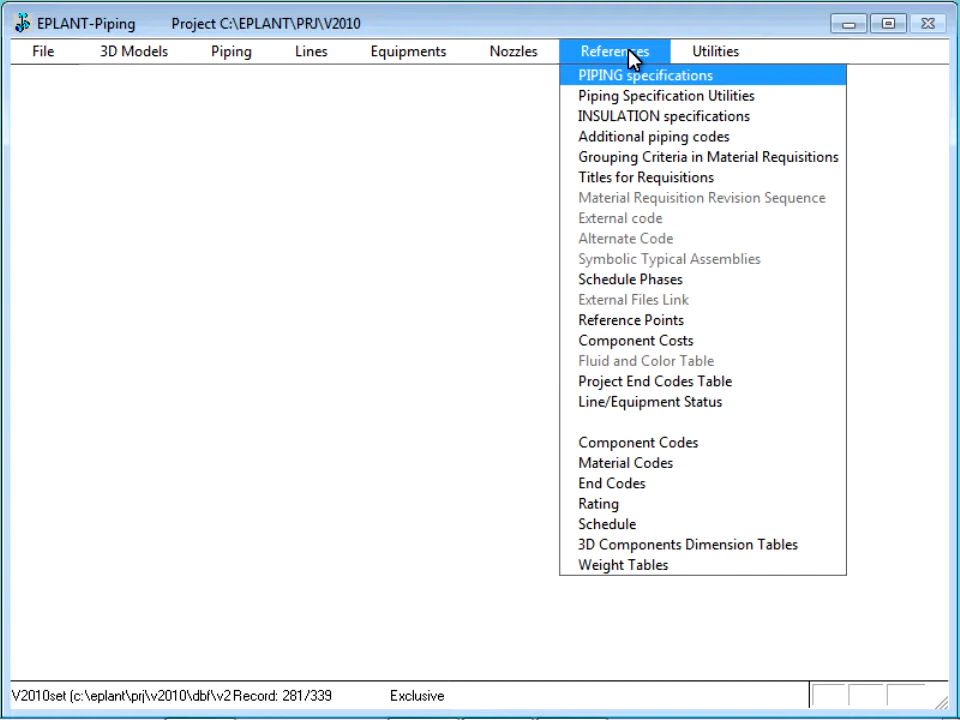 EPLANT-Piping Project C:\EPLANT\PRJ\V2010
File 3D Models Piping Lines Equipments Nozzles References Utilities
PIPING specifications
Piping Specification Utilities
INSULATION specifications
Additional piping codes
Grouping Criteria in Material Requisitions
Titles for Requisitions
Material Requisition Revision Sequence
External code
Alternate Code
Symbolic Typical Assemblies
Schedule Phases
External Files Link
Reference Points
Component Costs
Fluid and Color Table
Project End Codes Table
Line/Equipment Status
Component Codes
Material Codes
End Codes
Rating
Schedule
3D Components Dimension Tables
Weight Tables
V2010set (c:\eplant\prj\v2010\dbf\v2 Record: 281/339 Exclusive